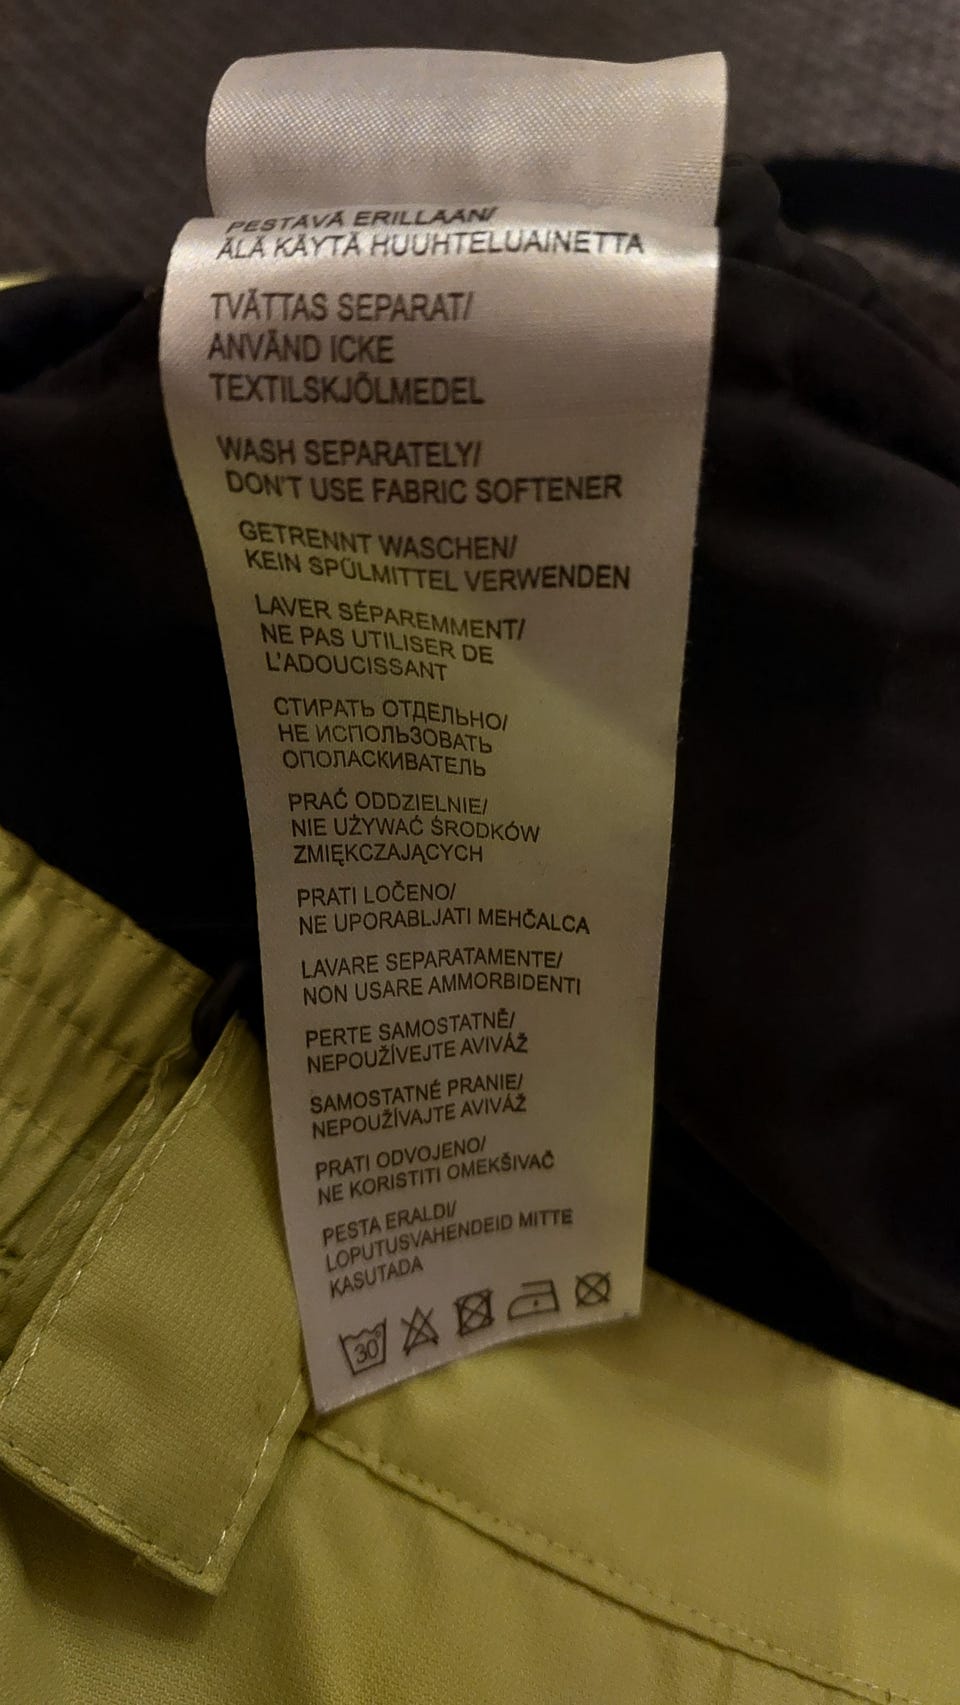 PESTÄVÄ ERILLÄÄN/
ÄLÄ KÄYTÄ HUUHTELUAINETTA
TVÄTTAS SEPARAT/
ANVÄND ICKE
TEXTILSKJÖLMEDEL
WASH SEPARATELY/
DON'T USE FABRIC SOFTENER
GETRENNT WASCHEN/
KEIN SPÜLMITTEL VERWENDEN
LAVER SÉPAREMMENT/
NE PAS UTILISER DE
L'ADOUCISSANT
СТИРАТЬ ОТДЕЛЬНО/
НЕ ИСПОЛЬЗОВАТЬ
ОПОЛАСКИВАТЕЛЬ
PRAĆ ODDZIELNIE/
NIE UŻYWAĆ ŚRODKÓW
ZMIĘKCZAJĄCYCH
PRATI LOČENO/
NE UPORABLJATI MEHČALCA
LAVARE SEPARATAMENTE/
NON USARE AMMORBIDENTI
PERTE SAMOSTATNĚ/
NEPOUŽÍVEJTE AVIVÁŽ
SAMOSTATNÉ PRANIE/
NEPOUŽÍVAJTE AVIVÁŽ
PRATI ODVOJENO/
NE KORISTITI OMEKŠIVAČ
PESTA ERALDI/
LOPUTUSVAHENDEID MITTE
KASUTADA
30